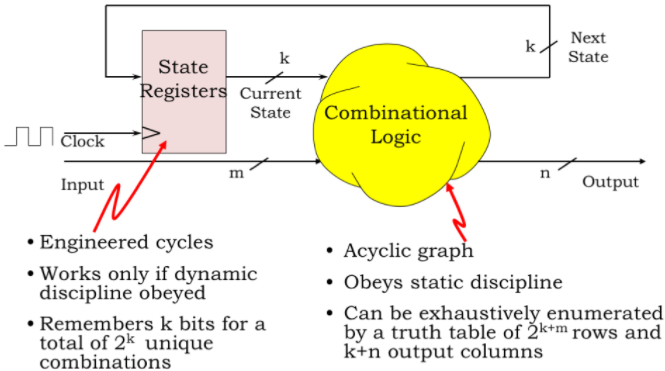 State
Registers
k
Current
State
Combinational
Logic
k
Next
State
Clock
Input
m
n
Output
• Engineered cycles
• Works only if dynamic
discipline obeyed
• Remembers k bits for a
total of 2ᵏ unique
combinations
• Acyclic graph
• Obeys static discipline
• Can be exhaustively enumerated
by a truth table of 2ᵏ⁺ᵐ rows and
k+n output columns